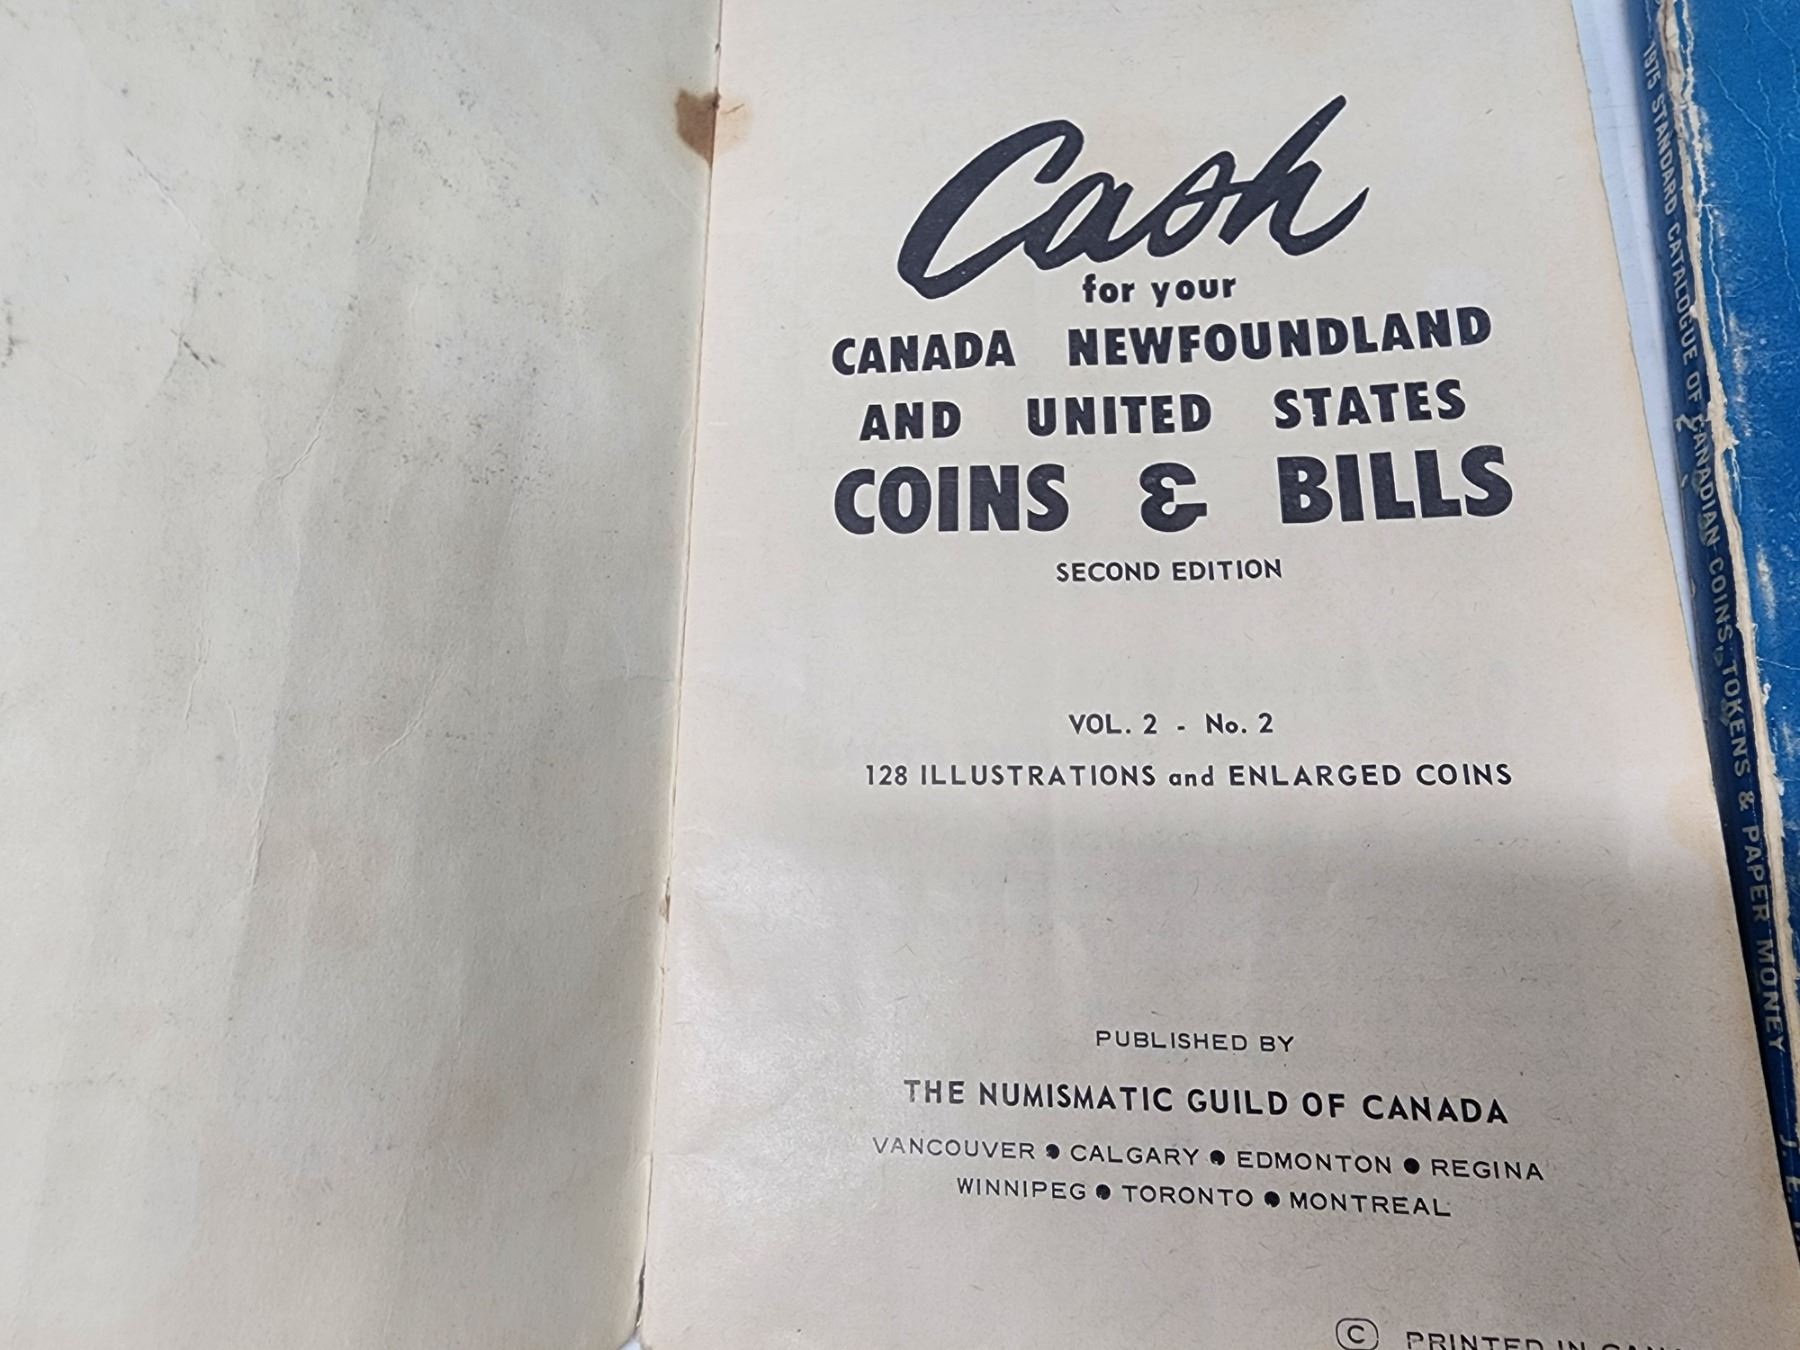 Cash
for your
CANADA NEWFOUNDLAND
AND UNITED STATES
COINS & BILLS
SECOND EDITION
VOL. 2 - No. 2
128 ILLUSTRATIONS and ENLARGED COINS
PUBLISHED BY
THE NUMISMATIC GUILD OF CANADA
VANCOUVER ● CALGARY ● EDMONTON ● REGINA
WINNIPEG ● TORONTO ● MONTREAL
© PRINTED IN
1975 STANDARD CATALOGUE OF CANADIAN COINS, TOKENS & PAPER MONEY J. E.